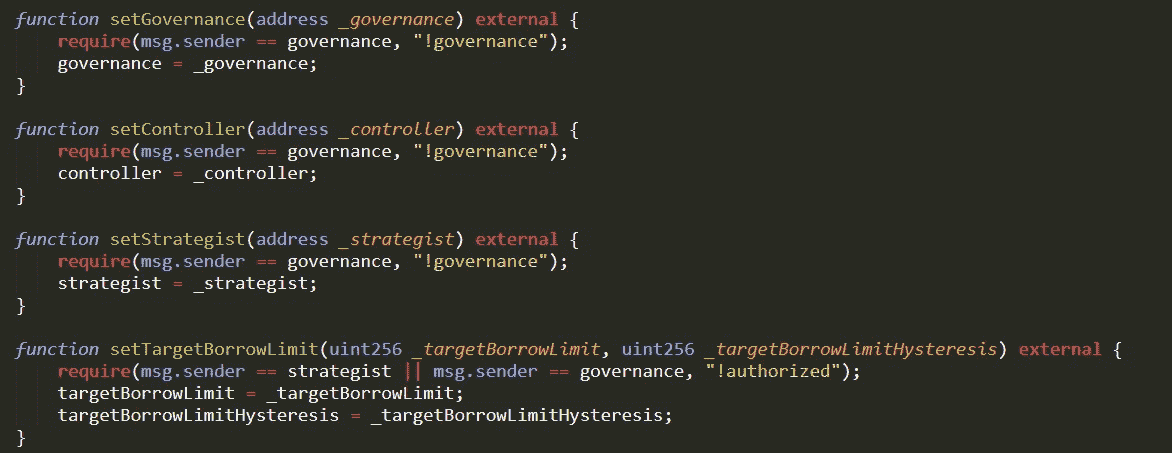 function setGovernance(address _governance) external {
    require(msg.sender == governance, "!governance");
    governance = _governance;
}
function setController(address _controller) external {
    require(msg.sender == governance, "!governance");
    controller = _controller;
}
function setStrategist(address _strategist) external {
    require(msg.sender == governance, "!governance");
    strategist = _strategist;
}
function setTargetBorrowLimit(uint256 _targetBorrowLimit, uint256 _targetBorrowLimitHysteresis) external {
    require(msg.sender == strategist || msg.sender == governance, "!authorized");
    targetBorrowLimit = _targetBorrowLimit;
    targetBorrowLimitHysteresis = _targetBorrowLimitHysteresis;
}